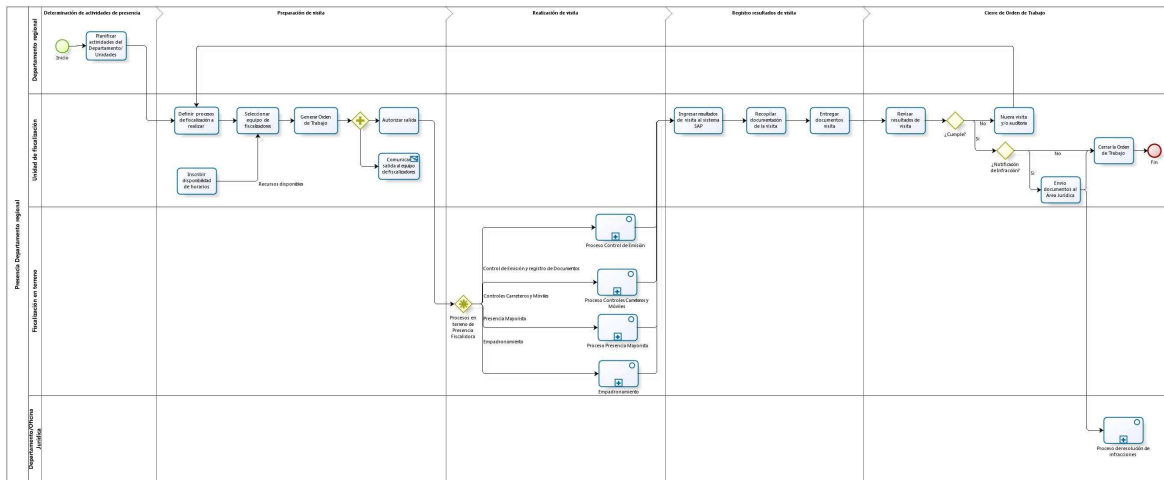 Determinación de actividades de presencia
Preparación de visita
Realización de visita
Registro resultados de visita
Cierre de Orden de Trabajo
Presencia Departamento regional
Departamento regional
Inicio
Planificar
actividades del
Departamento/
Unidades
Unidad de fiscalización
Definir procesos
de fiscalización a
realizar
Seleccionar
equipo de
fiscalizadores
Generar Orden
de Trabajo
Autorizar salida
Comunicar
salida al equipo
de fiscalizadores
Inscribir
disponibilidad
de horarios
Recursos disponibles
Ingresar resultados
de visita al sistema
SAP
Recopilar
documentación
de la visita
Entregar
documentos
visita
Revisar
resultados de
visitar
¿Cumple?
No
Si
Nueva visita
y/o auditoria
¿Notificación
de Infracción?
No
Si
Envío
documentos al
Área Jurídica
Cerrar la Orden
de Trabajo
Fin
Fiscalización en terreno
Procesos en
terreno de
Presencia
Fiscalizadora
Control de Emisión y registro de Documentos
Controles Carreteros y Móviles
Presencia Mayorista
Empadronamiento
Proceso Control de Emisión
Proceso Controles Carreteros y
Móviles
Proceso Presencia Mayorista
Empadronamiento
Departamento/Oficina
Jurídica
Proceso de resolución de
infracciones